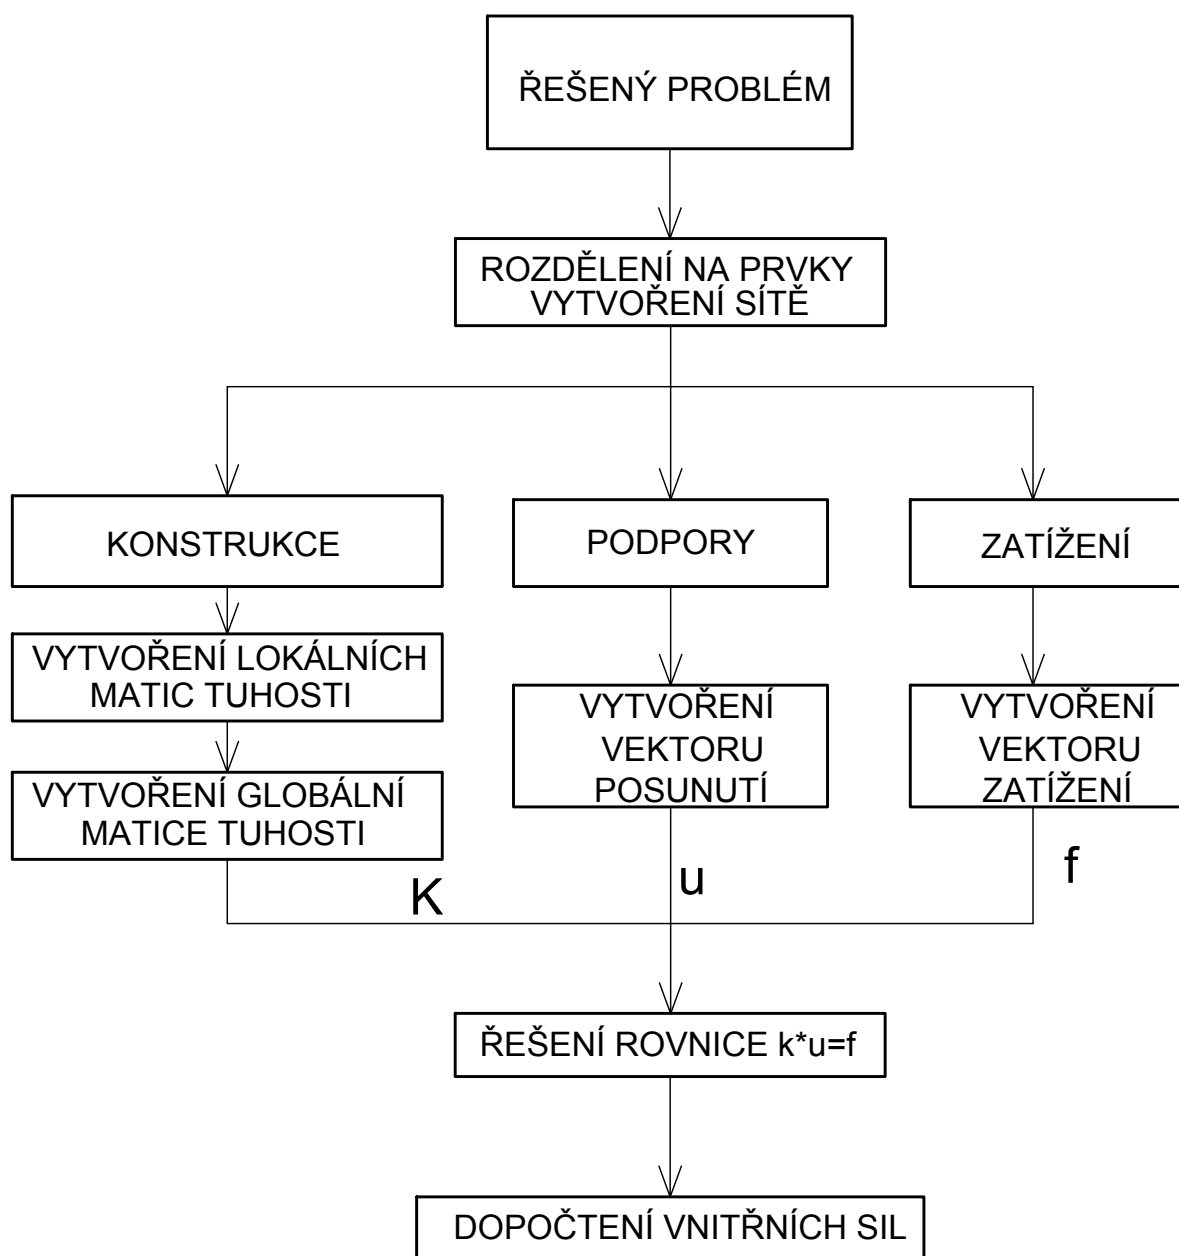 ŘEŠENÝ PROBLÉM
ROZDĚLENÍ NA PRVKY
VYTVOŘENÍ SÍTĚ
KONSTRUKCE
PODPORY
ZATÍŽENÍ
VYTVOŘENÍ LOKÁLNÍCH
MATIC TUHOSTI
VYTVOŘENÍ GLOBÁLNÍ
MATICE TUHOSTI
VYTVOŘENÍ
VEKTORU
POSUNUTÍ
VYTVOŘENÍ
VEKTORU
ZATÍŽENÍ
K
u
f
ŘEŠENÍ ROVNICE k*u=f
DOPOČTENÍ VNITŘNÍCH SIL